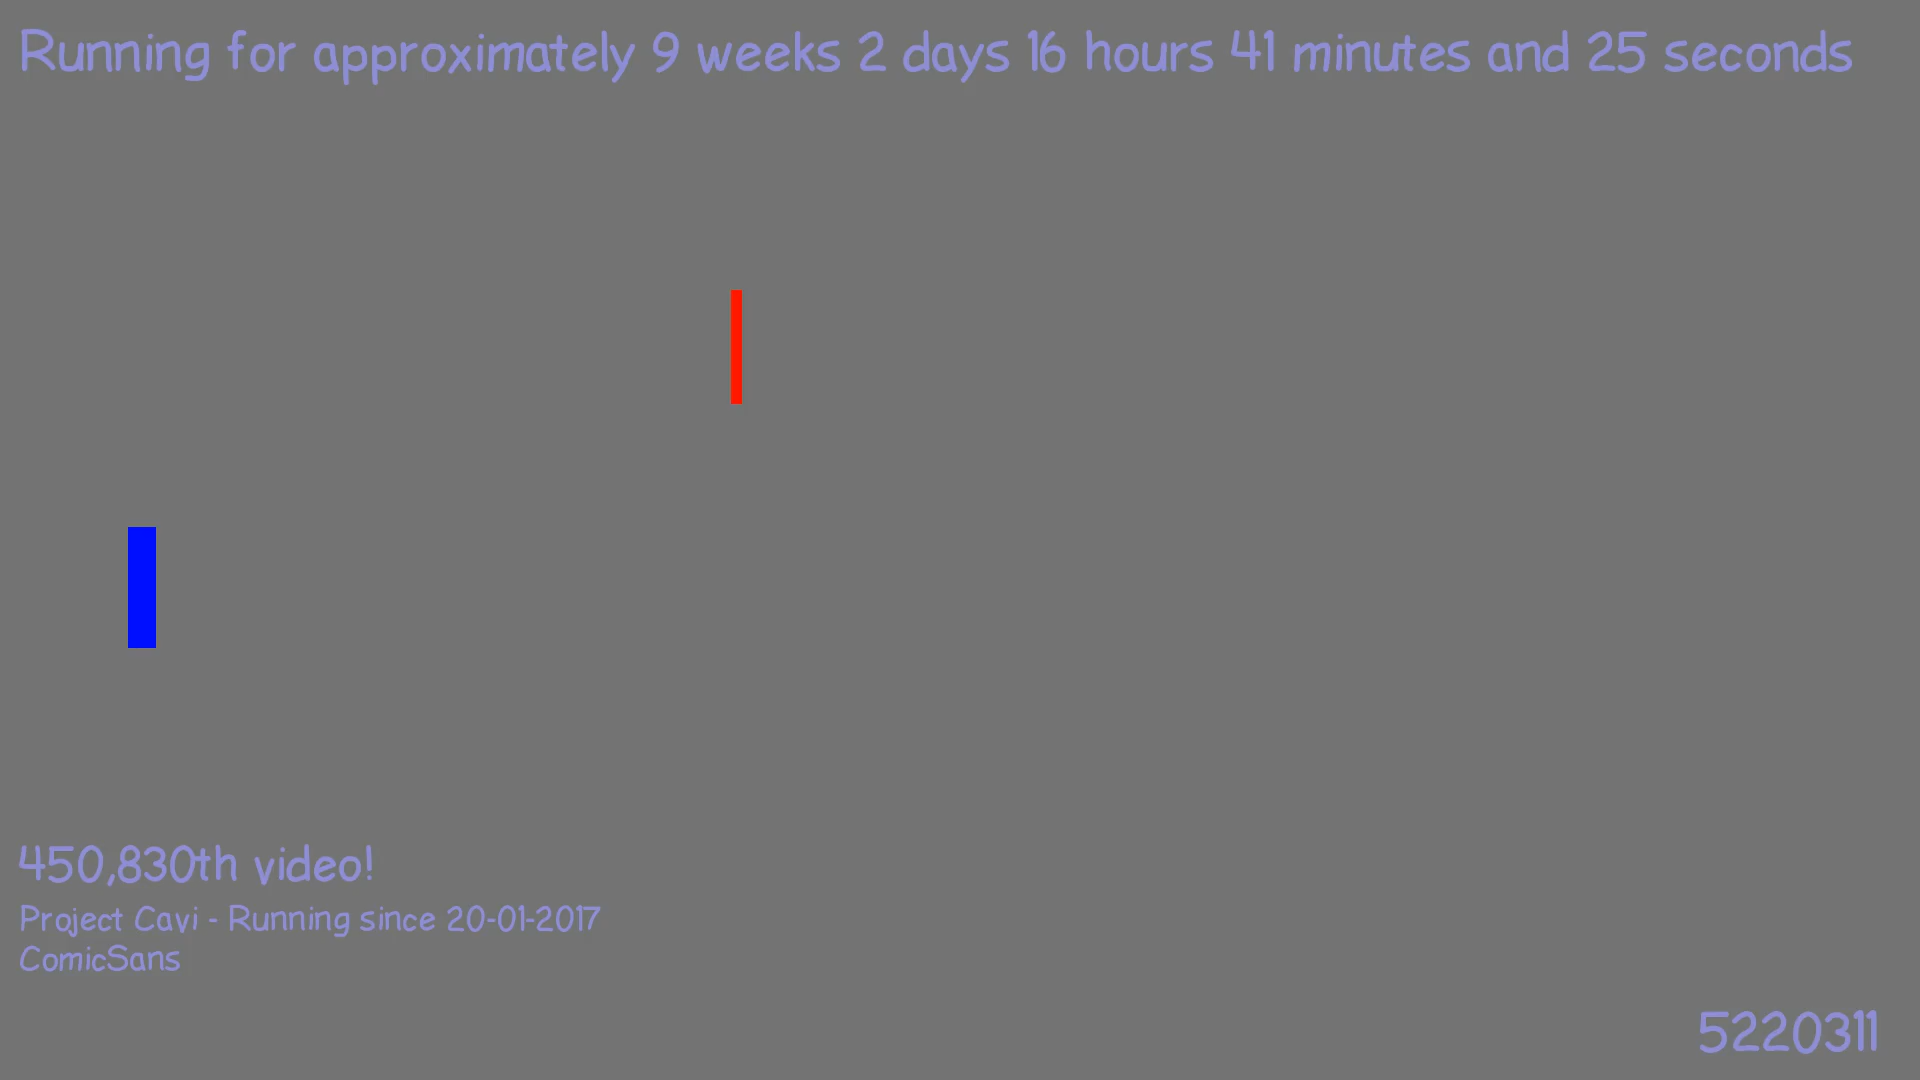 Running for approximately 9 weeks 2 days 16 hours 41 minutes and 25 seconds
450,830th video!
Project Cavi - Running since 20-01-2017
ComicSans
5220311